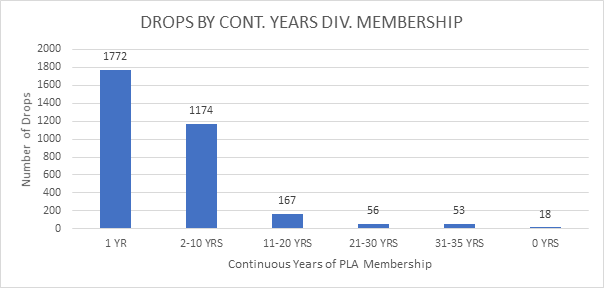 DROPS BY CONT. YEARS DIV. MEMBERSHIP
2000
1800
1600
1400
1200
1000
800
600
400
200
0
Number of Drops
1772
1174
167
56
53
18
1 YR
2-10 YRS
11-20 YRS
21-30 YRS
31-35 YRS
0 YRS
Continuous Years of PLA Membership